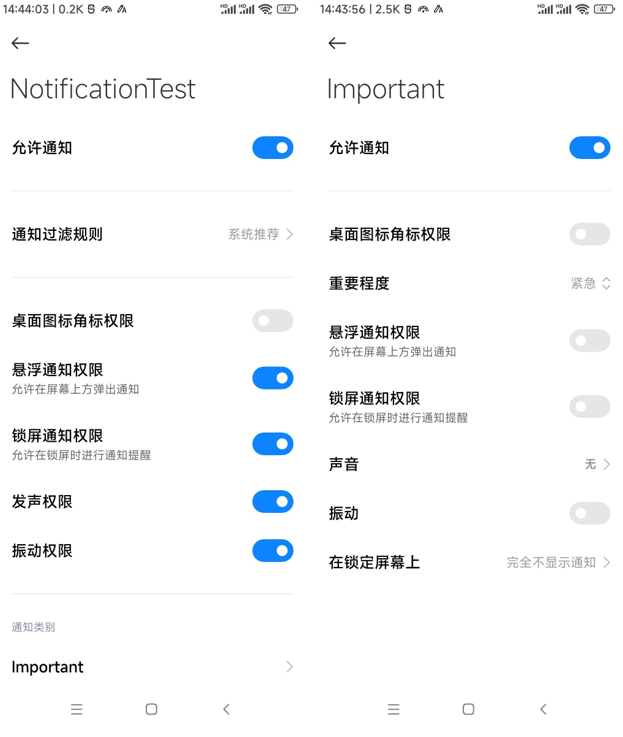 14:44:03 | 0.2K
47
NotificationTest
允许通知
通知过滤规则
系统推荐
桌面图标角标权限
悬浮通知权限
允许在屏幕上方弹出通知
锁屏通知权限
允许在锁屏时进行通知提醒
发声权限
振动权限
通知类别
Important
14:43:56 | 2.5K
47
Important
允许通知
桌面图标角标权限
重要程度
紧急
悬浮通知权限
允许在屏幕上方弹出通知
锁屏通知权限
允许在锁屏时进行通知提醒
声音
无
振动
在锁定屏幕上
完全不显示通知